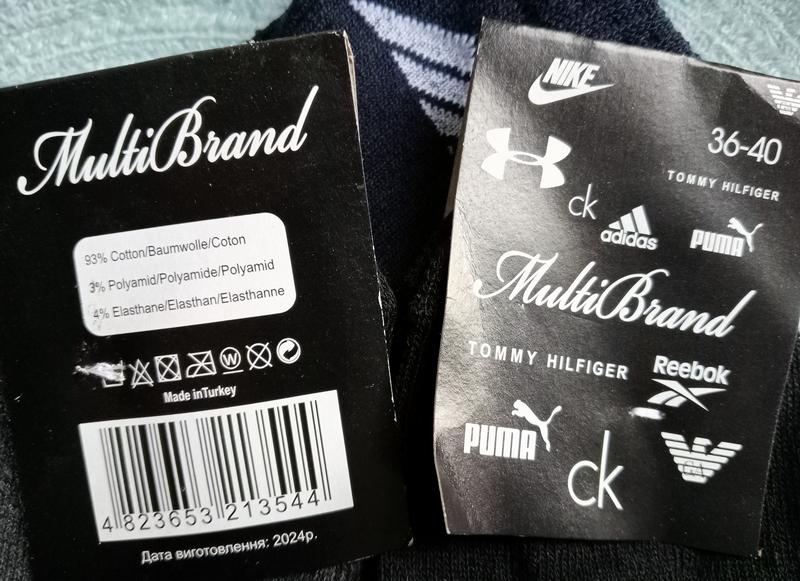 MultiBrand
93% Cotton/Baumwolle/Coton
3% Polyamid/Polyamide/Polyamid
4% Elasthane/Elasthan/Elasthanne
W
Made inTurkey
4 823653 213544
Дата виготовлення: 2024р.
NIKE
36-40
TOMMY HILFIGER
ck
adidas
PUMA
MultiBrand
TOMMY HILFIGER
Reebok
PUMA
ck